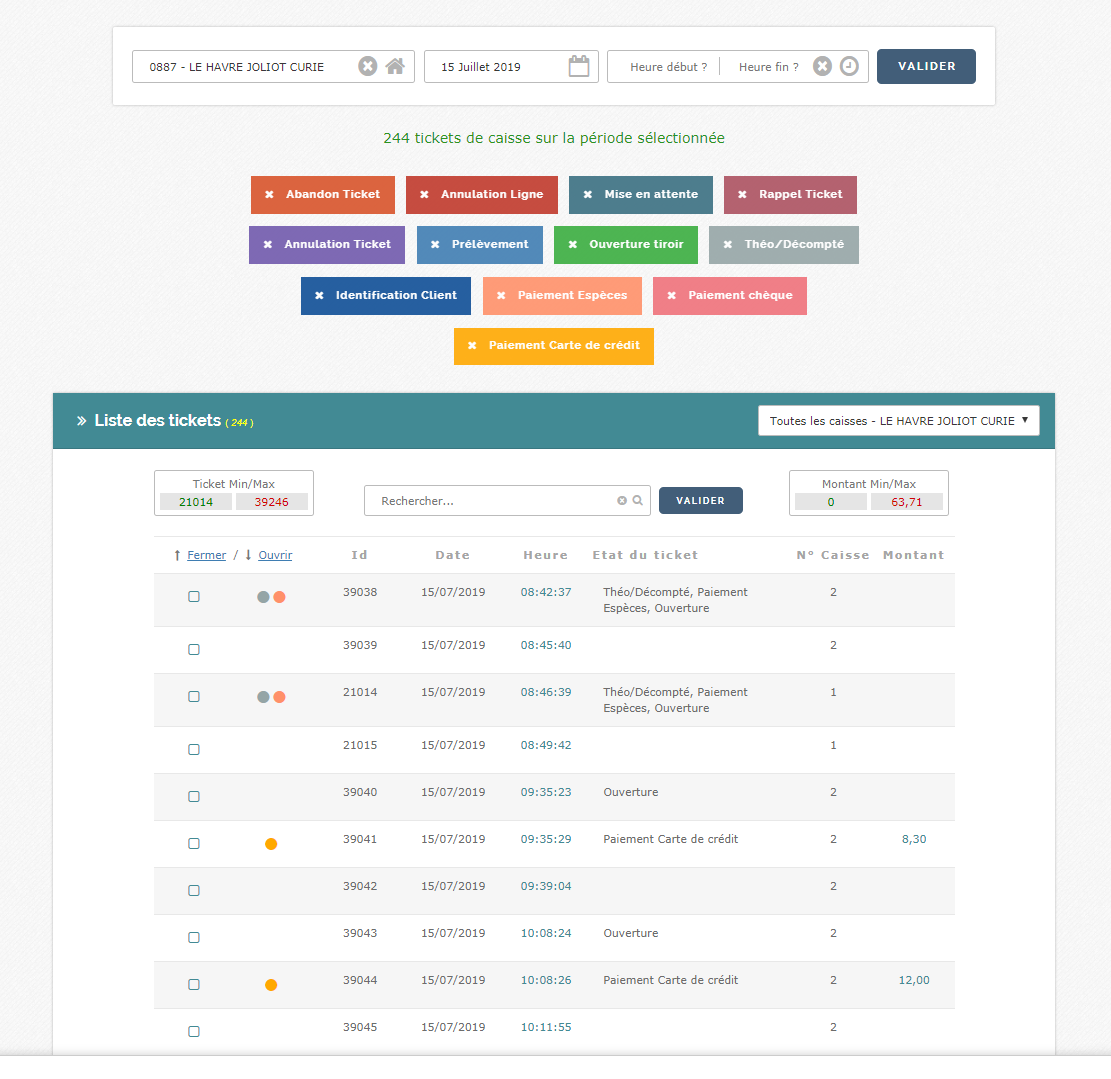 0887 - LE HAVRE JOLIOT CURIE 15 Juillet 2019 Heure début ? Heure fin ? VALIDER
244 tickets de caisse sur la période sélectionnée
✖ Abandon Ticket ✖ Annulation Ligne ✖ Mise en attente ✖ Rappel Ticket
✖ Annulation Ticket ✖ Prélèvement ✖ Ouverture tiroir ✖ Théo/Décompté
✖ Identification Client ✖ Paiement Espèces ✖ Paiement chèque
✖ Paiement Carte de crédit
» Liste des tickets ( 244 ) Toutes les caisses - LE HAVRE JOLIOT CURIE ▼
Ticket Min/Max
21014 39246
Rechercher... VALIDER
Montant Min/Max
0 63,71
↑ Fermer / ↓ Ouvrir Id Date Heure Etat du ticket N° Caisse Montant
39038 15/07/2019 08:42:37 Théo/Décompté, Paiement 2
Espèces, Ouverture
39039 15/07/2019 08:45:40 2
21014 15/07/2019 08:46:39 Théo/Décompté, Paiement 1
Espèces, Ouverture
21015 15/07/2019 08:49:42 1
39040 15/07/2019 09:35:23 Ouverture 2
39041 15/07/2019 09:35:29 Paiement Carte de crédit 2 8,30
39042 15/07/2019 09:39:04 2
39043 15/07/2019 10:08:24 Ouverture 2
39044 15/07/2019 10:08:26 Paiement Carte de crédit 2 12,00
39045 15/07/2019 10:11:55 2